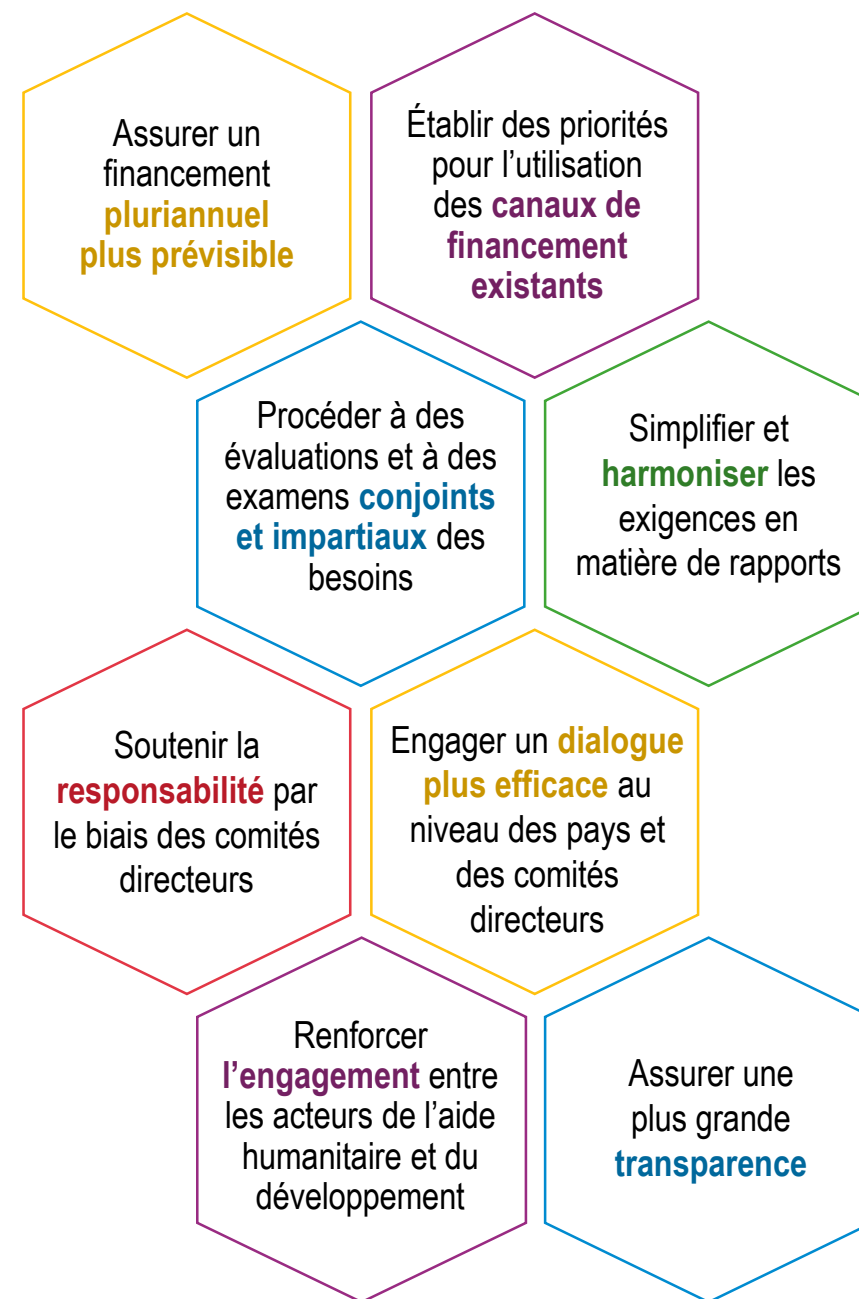 Assurer un
financement
pluriannuel
plus prévisible
Établir des priorités
pour l’utilisation
des canaux de
financement
existants
Procéder à des
évaluations et à des
examens conjoints
et impartiaux des
besoins
Simplifier et
harmoniser les
exigences en
matière de rapports
Soutenir la
responsabilité par
le biais des comités
directeurs
Engager un dialogue
plus efficace au
niveau des pays et
des comités
directeurs
Renforcer
l’engagement entre
les acteurs de l’aide
humanitaire et du
développement
Assurer une
plus grande
transparence